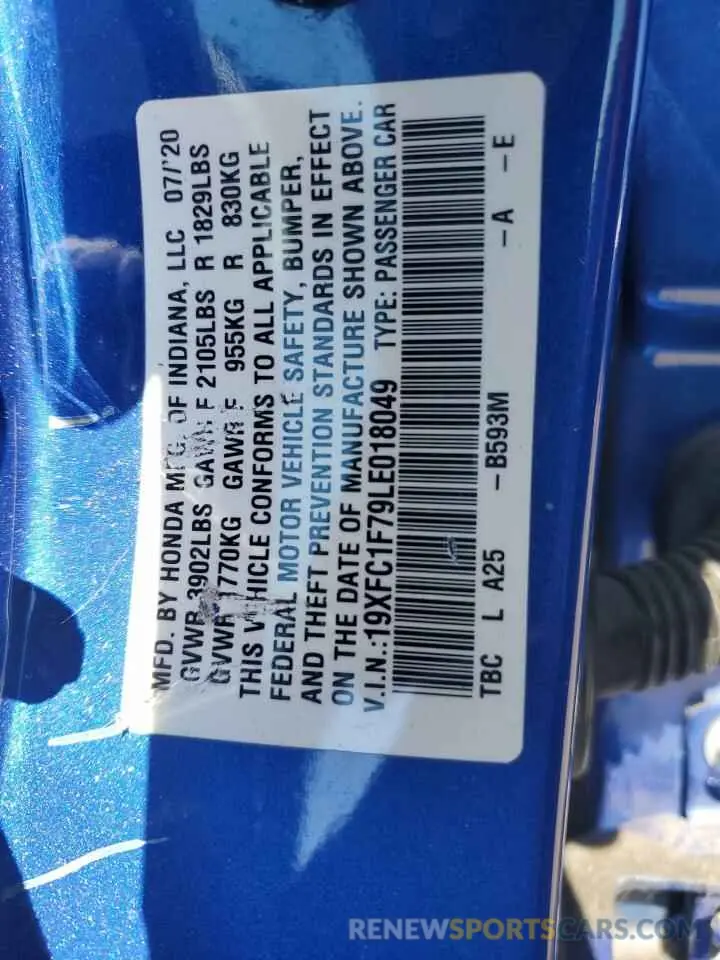 MFD. BY HONDA MFG. OF INDIANA, LLC 07/'20
GVWR 3902LBS GAWR F 2105LBS R 1829LBS
GVWR 1770KG GAWR F 955KG R 830KG
THIS VEHICLE CONFORMS TO ALL APPLICABLE
FEDERAL MOTOR VEHICLE SAFETY, BUMPER,
AND THEFT PREVENTION STANDARDS IN EFFECT
ON THE DATE OF MANUFACTURE SHOWN ABOVE.
V.I.N.:19XFC1F79LE018049 TYPE: PASSENGER CAR
TBC L A25 -B593M -A -E
RENEWSPORTSCARS.COM